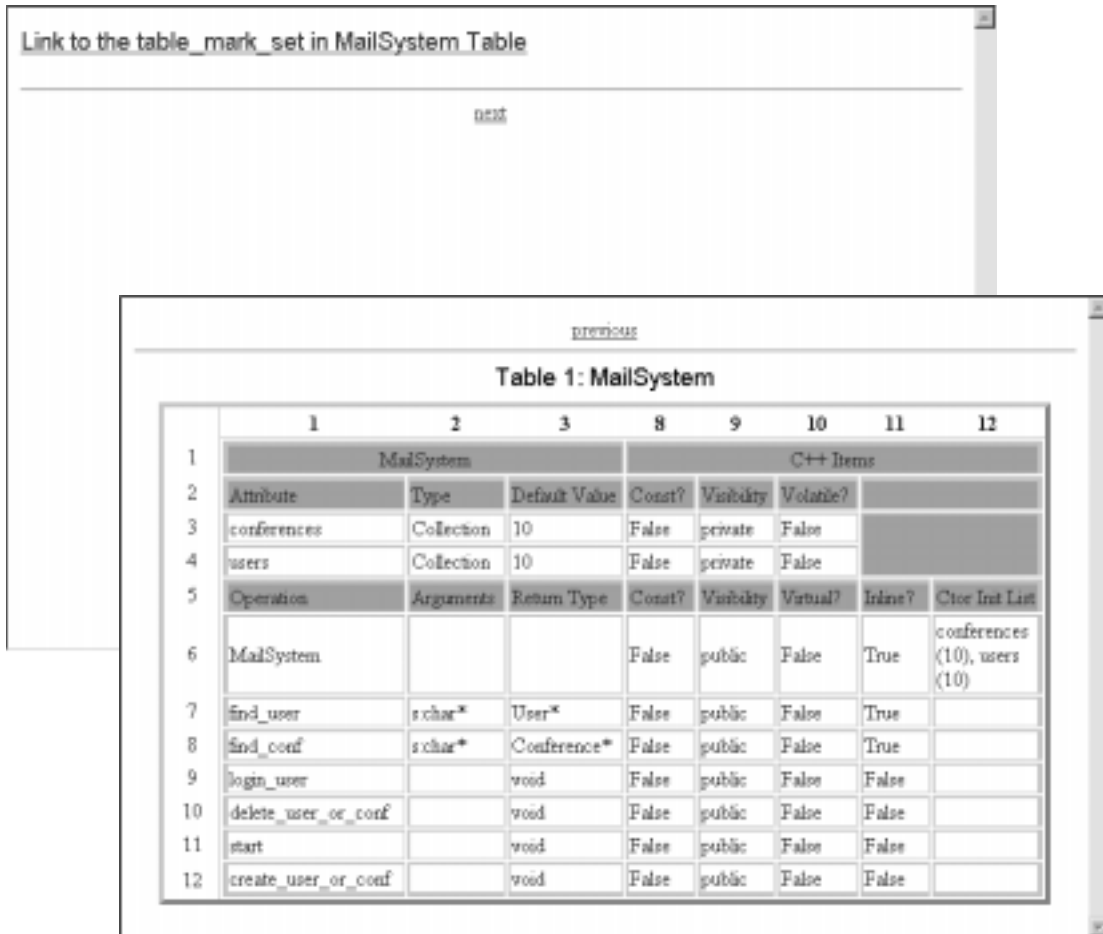 Link to the table_mark_set in MailSystem Table
next
previous
Table 1: MailSystem
1 2 3 8 9 10 11 12
1 MailSystem C++ Items
2 Attribute Type Default Value Const? Visibility Volatile?
3 conferences Collection 10 False private False
4 users Collection 10 False private False
5 Operation Arguments Return Type Const? Visibility Virtual? Inline? Ctor Init List
6 MailSystem False public False True conferences (10), users (10)
7 find_user s:char* User* False public False True
8 find_conf s:char* Conference* False public False True
9 login_user void False public False False
10 delete_user_or_conf void False public False False
11 start void False public False False
12 create_user_or_conf void False public False False